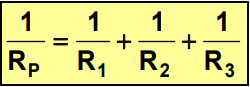 1/R_P = 1/R_1 + 1/R_2 + 1/R_3